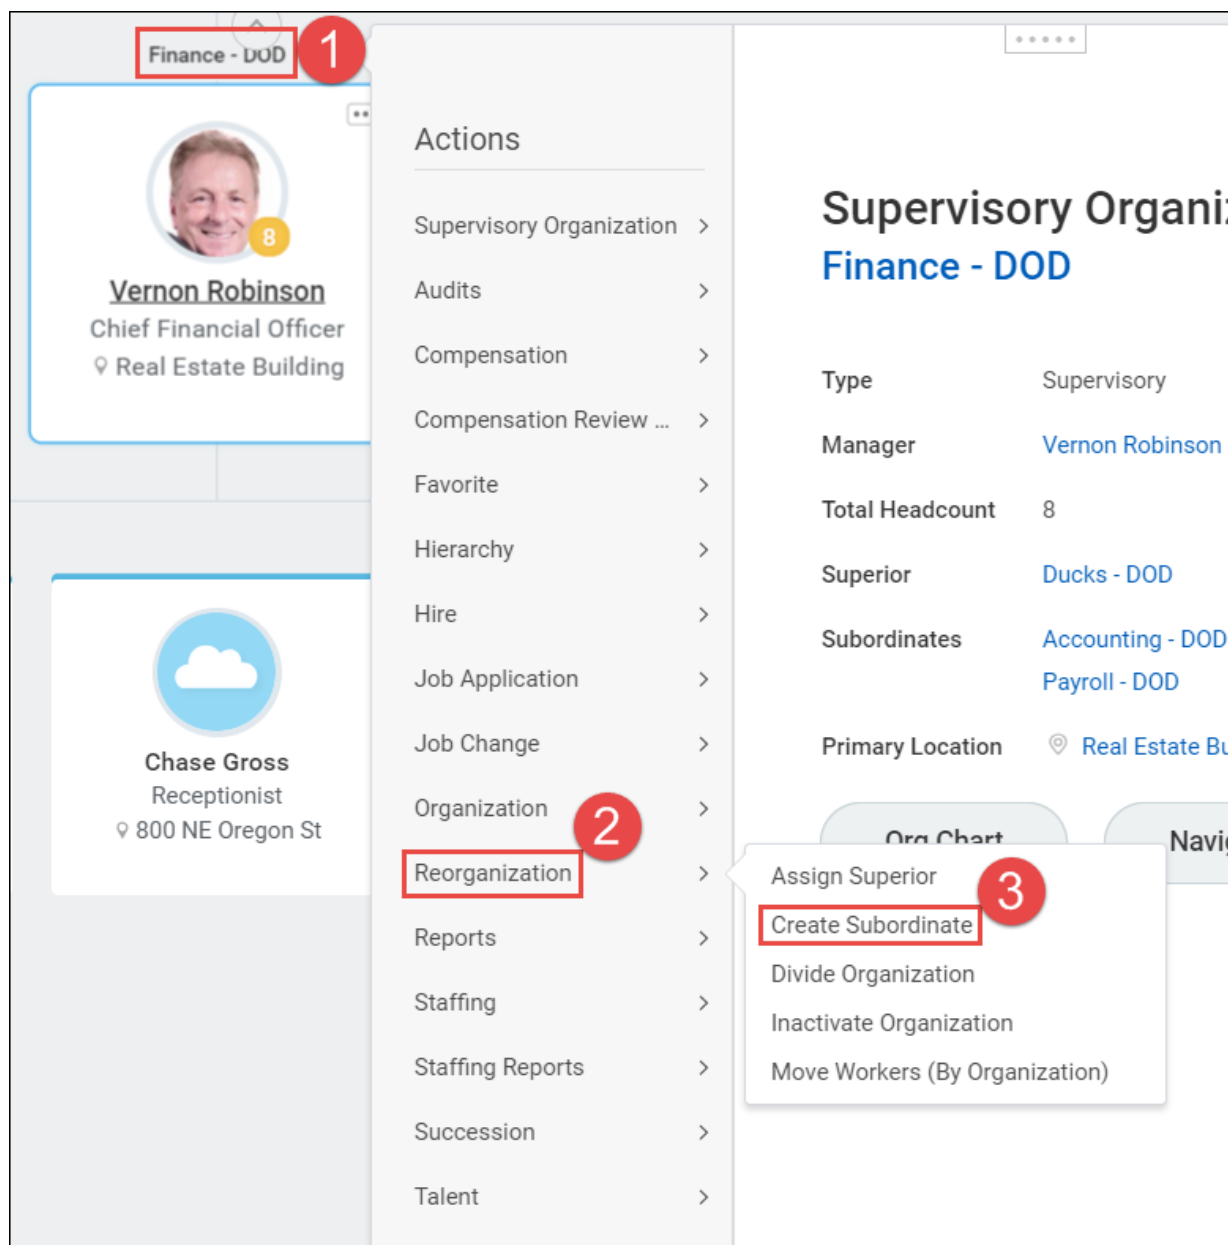 Finance - DOD
1
8
Vernon Robinson
Chief Financial Officer
Real Estate Building
Chase Gross
Receptionist
800 NE Oregon St
Actions
Supervisory Organization
Audits
Compensation
Compensation Review ...
Favorite
Hierarchy
Hire
Job Application
Job Change
Organization
2
Reorganization
Reports
Staffing
Staffing Reports
Succession
Talent
Supervisory Organiz
Finance - DOD
Type Supervisory
Manager Vernon Robinson
Total Headcount 8
Superior Ducks - DOD
Subordinates Accounting - DOD
Payroll - DOD
Primary Location Real Estate Bu
Org Chart Navi
Assign Superior
3
Create Subordinate
Divide Organization
Inactivate Organization
Move Workers (By Organization)